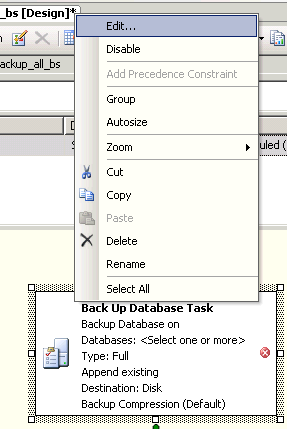 _bs [Design]*
Edit...
Disable
backup_all_bs
Add Precedence Constraint
Group
Autosize
Zoom
uled (
Cut
Copy
Paste
Delete
Rename
Select All
Back Up Database Task
Backup Database on
Databases: <Select one or more>
Type: Full
Append existing
Destination: Disk
Backup Compression (Default)